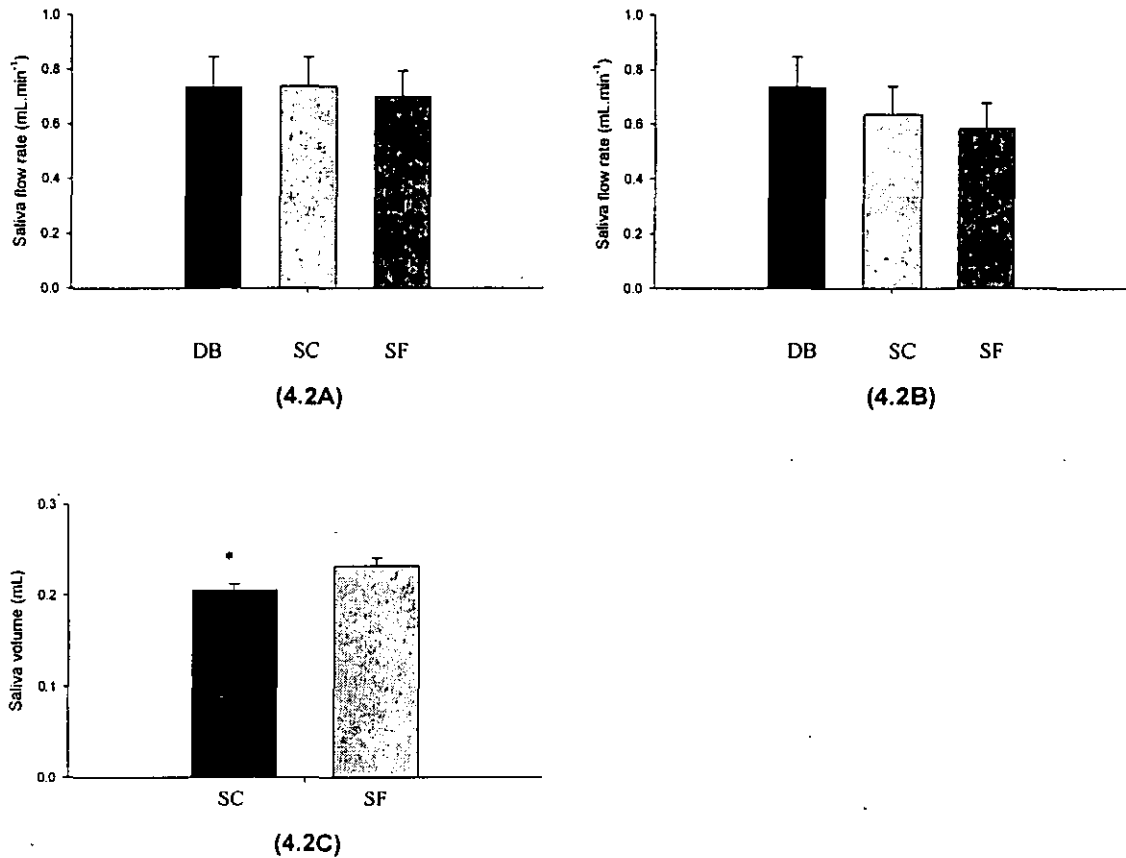 1.0
0.8
0.6
0.4
0.2
0.0
Saliva flow rate (mL.min⁻¹)
DB SC SF
(4.2A)
1.0
0.8
0.6
0.4
0.2
0.0
Saliva flow rate (mL.min⁻¹)
DB SC SF
(4.2B)
0.3
0.2
0.1
0.0
Saliva volume (mL)
*
SC SF
(4.2C)